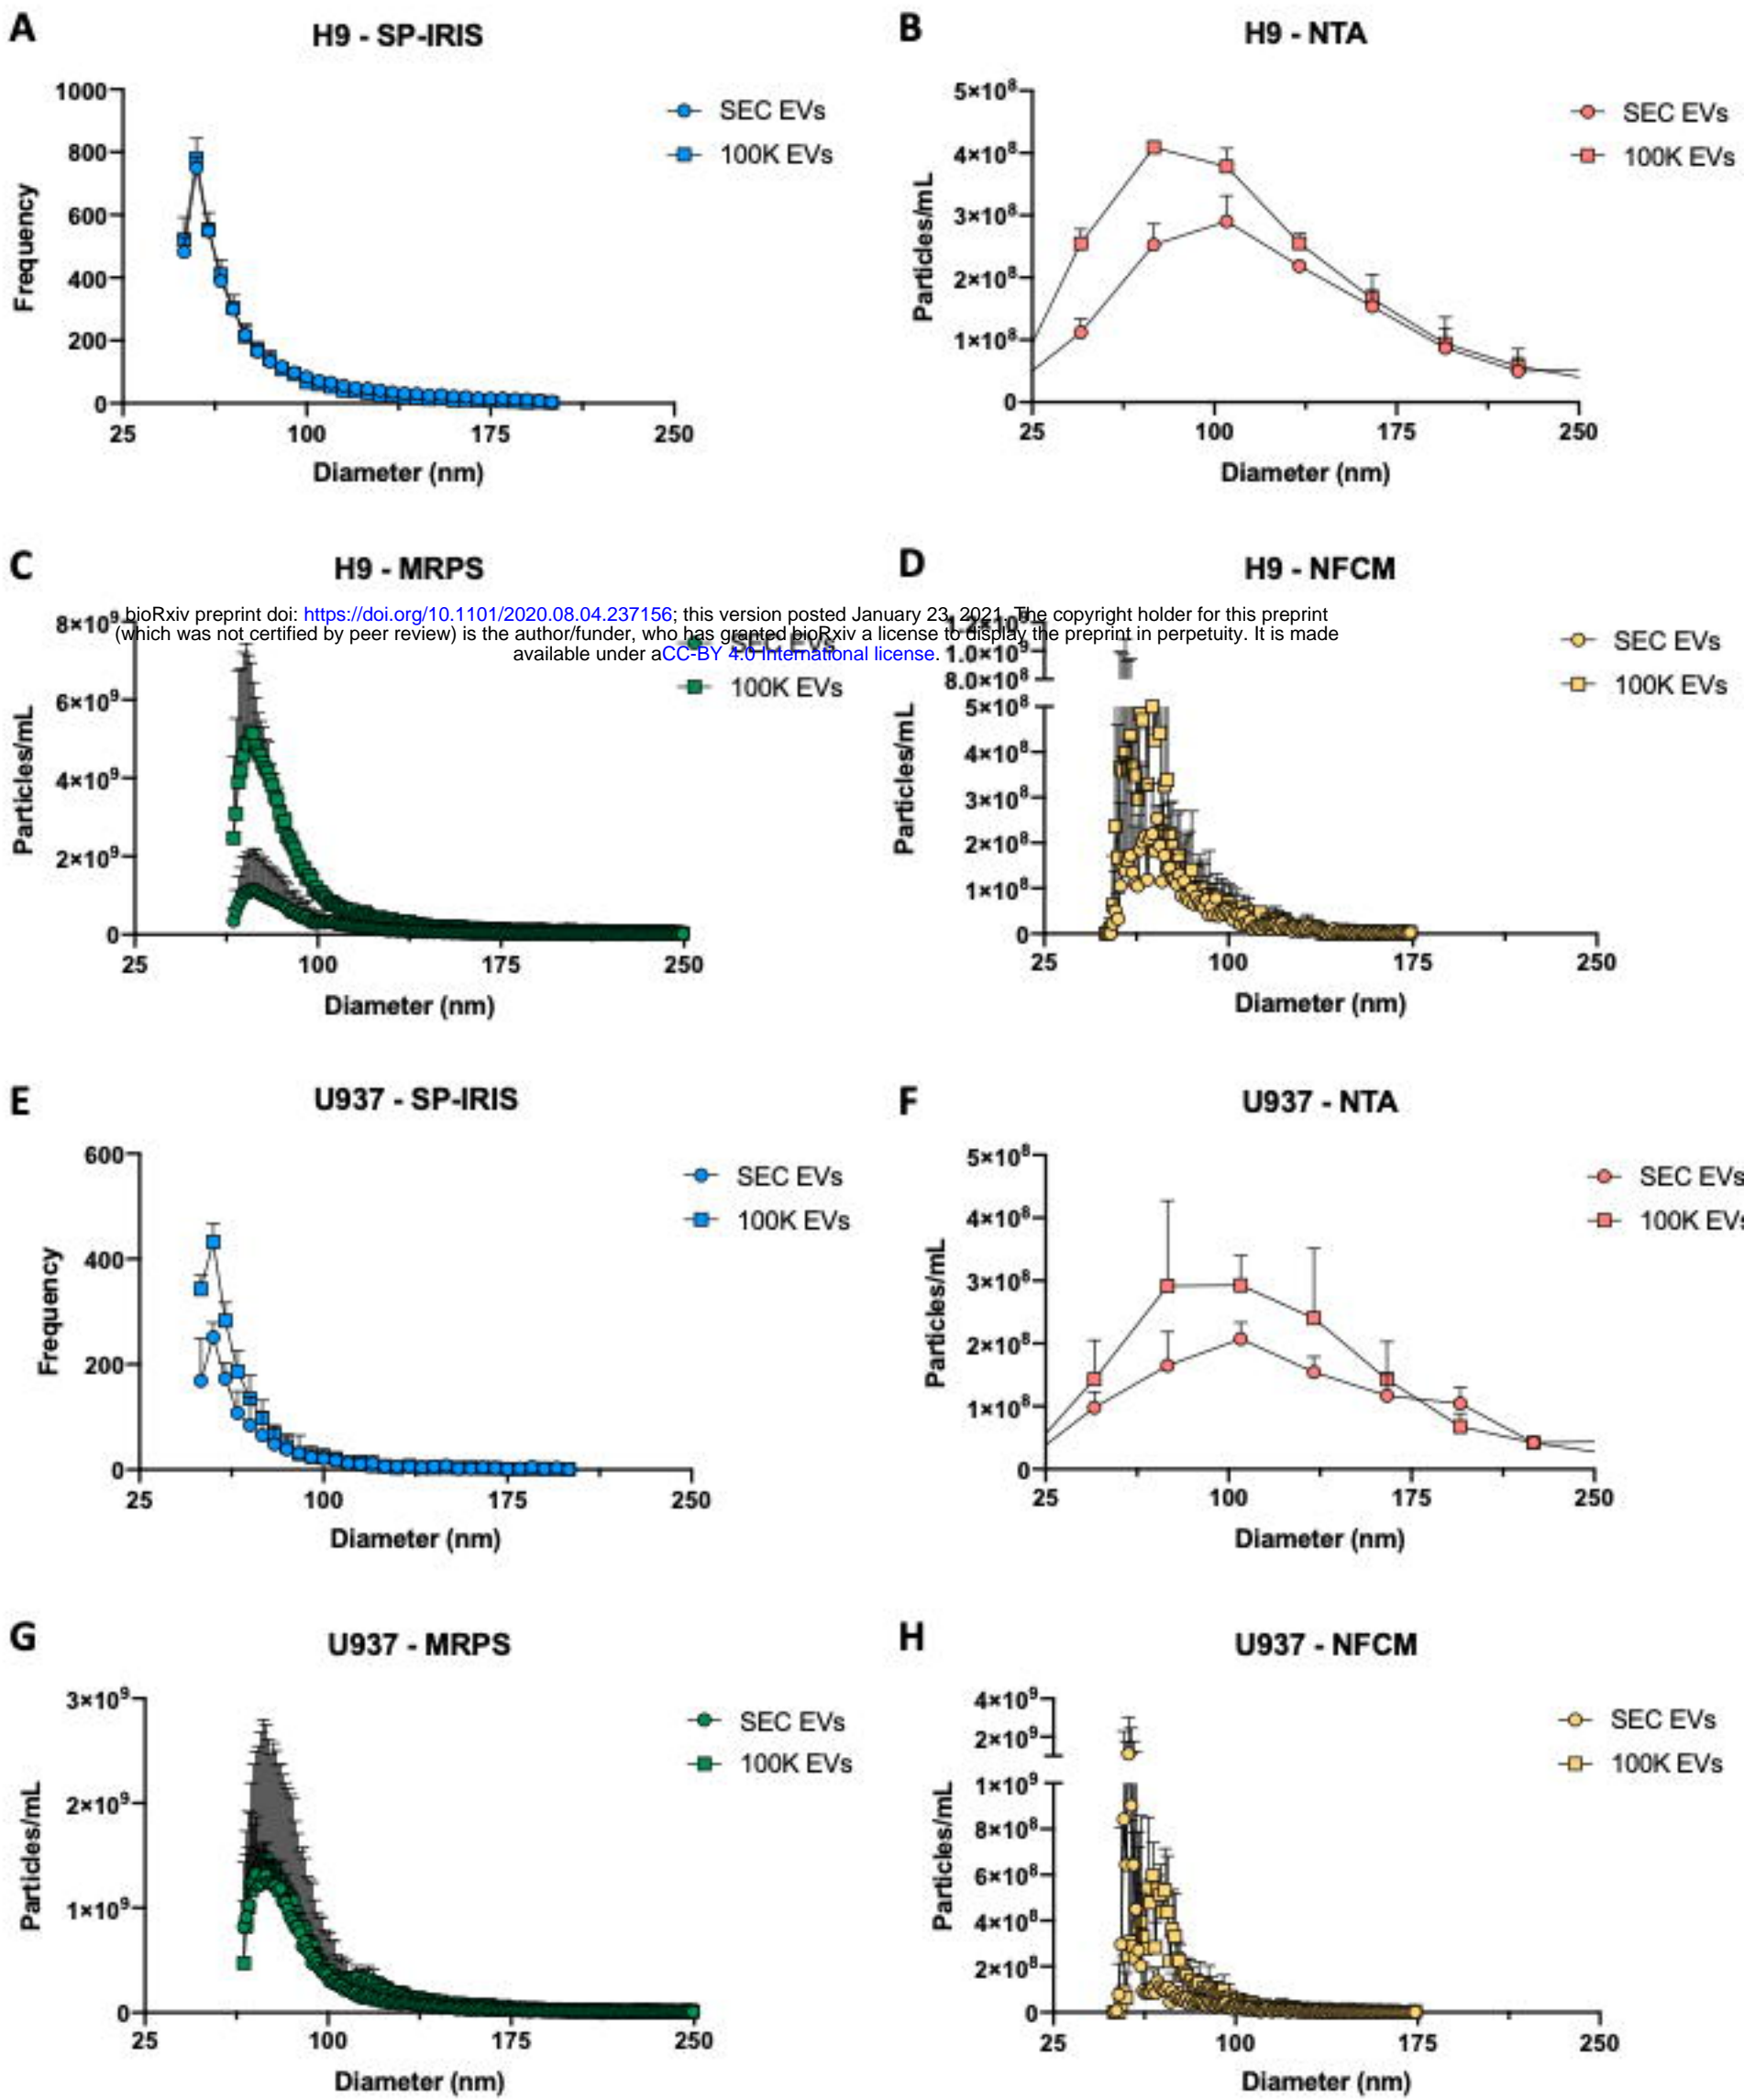 A
H9 - SP-IRIS
1000
800
600
400
200
0
Frequency
25 100 175 250
Diameter (nm)
SEC EVs
100K EVs
B
H9 - NTA
5×10⁸
4×10⁸
3×10⁸
2×10⁸
1×10⁸
0
Particles/mL
25 100 175 250
Diameter (nm)
SEC EVs
100K EVs
bioRxiv preprint doi: https://doi.org/10.1101/2020.08.04.237156; this version posted January 23, 2021. The copyright holder for this preprint
(which was not certified by peer review) is the author/funder, who has granted bioRxiv a license to display the preprint in perpetuity. It is made
available under aCC-BY 4.0 International license.
C
H9 - MRPS
8×10⁹
6×10⁹
4×10⁹
2×10⁹
0
Particles/mL
25 100 175 250
Diameter (nm)
SEC EVs
100K EVs
D
H9 - NFCM
1.2×10⁹
1.0×10⁹
8.0×10⁸
5×10⁸
4×10⁸
3×10⁸
2×10⁸
1×10⁸
0
Particles/mL
25 100 175 250
Diameter (nm)
SEC EVs
100K EVs
E
U937 - SP-IRIS
600
400
200
0
Frequency
25 100 175 250
Diameter (nm)
SEC EVs
100K EVs
F
U937 - NTA
5×10⁸
4×10⁸
3×10⁸
2×10⁸
1×10⁸
0
Particles/mL
25 100 175 250
Diameter (nm)
SEC EVs
100K EVs
G
U937 - MRPS
3×10⁹
2×10⁹
1×10⁹
0
Particles/mL
25 100 175 250
Diameter (nm)
SEC EVs
100K EVs
H
U937 - NFCM
4×10⁹
2×10⁹
1×10⁹
8×10⁸
6×10⁸
4×10⁸
2×10⁸
0
Particles/mL
25 100 175 250
Diameter (nm)
SEC EVs
100K EVs